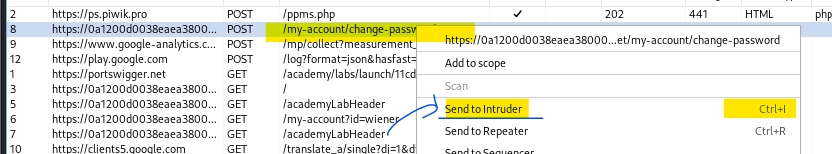 2 https://ps.piwik.pro POST /ppms.php ✓ 202 441 HTML php
8 https://0a1200d0038eaea3800... POST /my-account/change-passw
https://0a1200d0038eaea38000...et/my-account/change-password
9 https://www.google-analytics.c... POST /mp/collect?measurement_
12 https://play.google.com POST /log?format=json&hasfast=
Add to scope
1 https://portswigger.net GET /academy/labs/launch/11cd
3 https://0a1200d0038eaea3800... GET /
Scan
5 https://0a1200d0038eaea3800... GET /academyLabHeader
Send to Intruder Ctrl+I
6 https://0a1200d0038eaea3800... GET /my-account?id=wiener
7 https://0a1200d0038eaea3800... GET /academyLabHeader
Send to Repeater Ctrl+R
10 https://clients5.google.com GET /translate_a/single?dj=1&d
Send to Sequencer